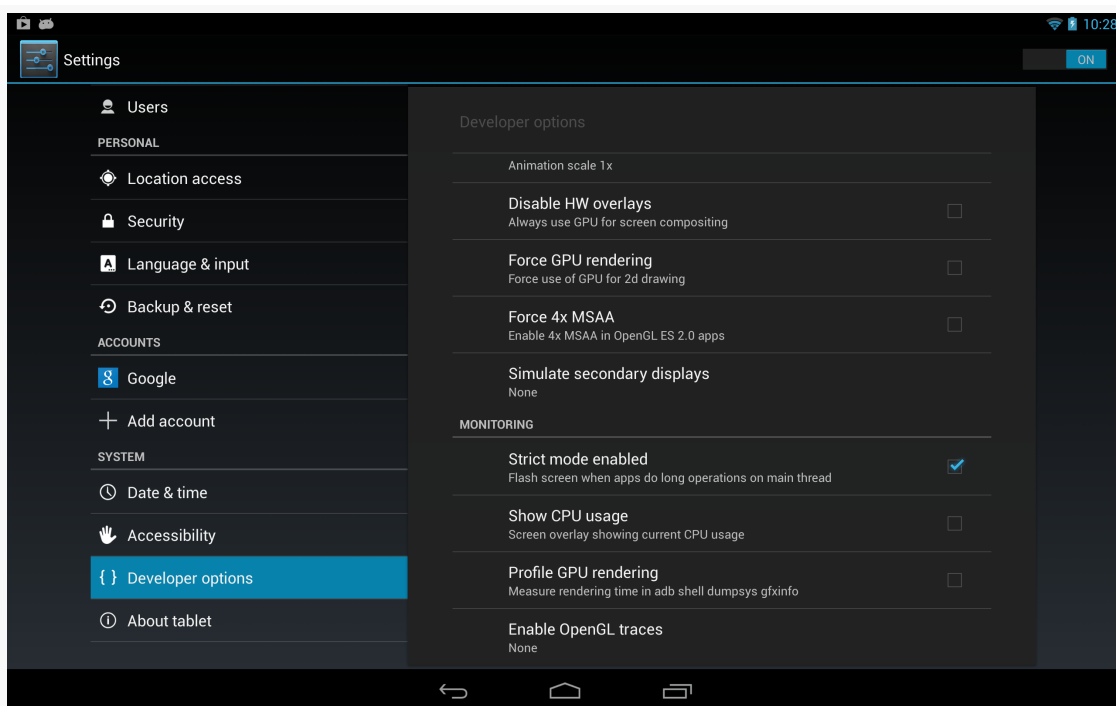 10:28
Settings
ON
Users
PERSONAL
Location access
Security
A
Language & input
Backup & reset
ACCOUNTS
8
Google
Add account
SYSTEM
Date & time
Accessibility
{ } Developer options
About tablet
Developer options
Animation scale 1x
Disable HW overlays
Always use GPU for screen compositing
Force GPU rendering
Force use of GPU for 2d drawing
Force 4x MSAA
Enable 4x MSAA in OpenGL ES 2.0 apps
Simulate secondary displays
None
MONITORING
Strict mode enabled
Flash screen when apps do long operations on main thread
Show CPU usage
Screen overlay showing current CPU usage
Profile GPU rendering
Measure rendering time in adb shell dumpsys gfxinfo
Enable OpenGL traces
None